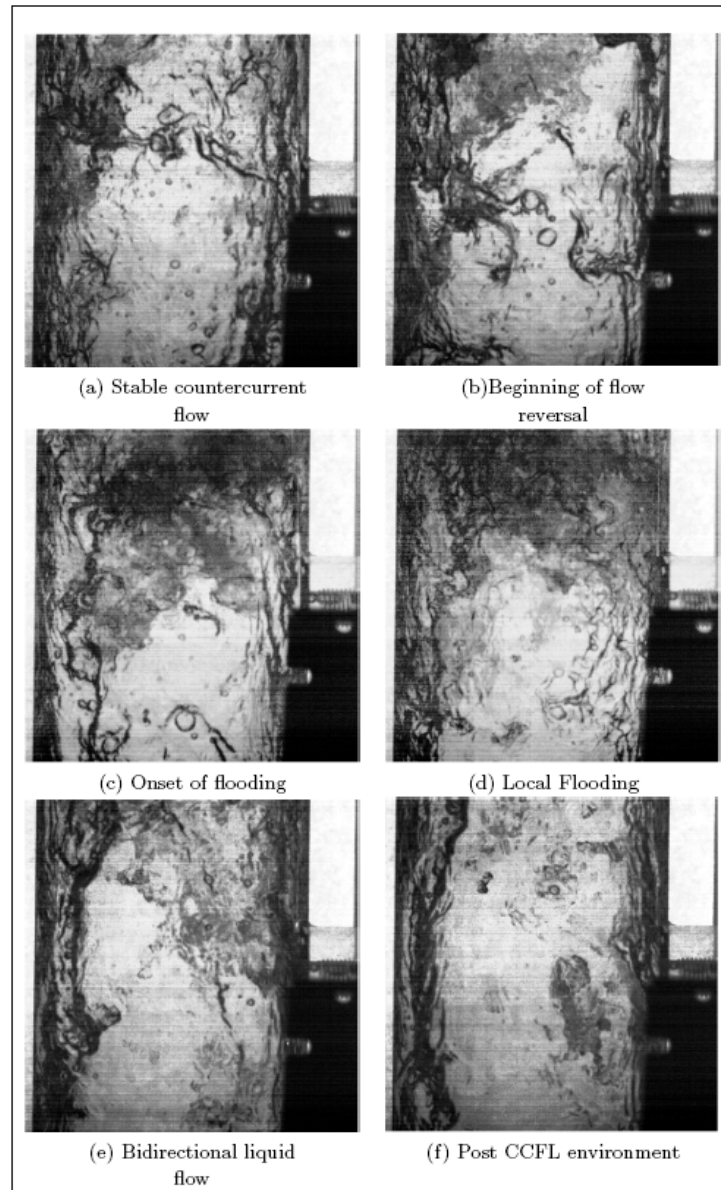 (a) Stable countercurrent
flow
(b)Beginning of flow
reversal
(c) Onset of flooding
(d) Local Flooding
(e) Bidirectional liquid
flow
(f) Post CCFL environment